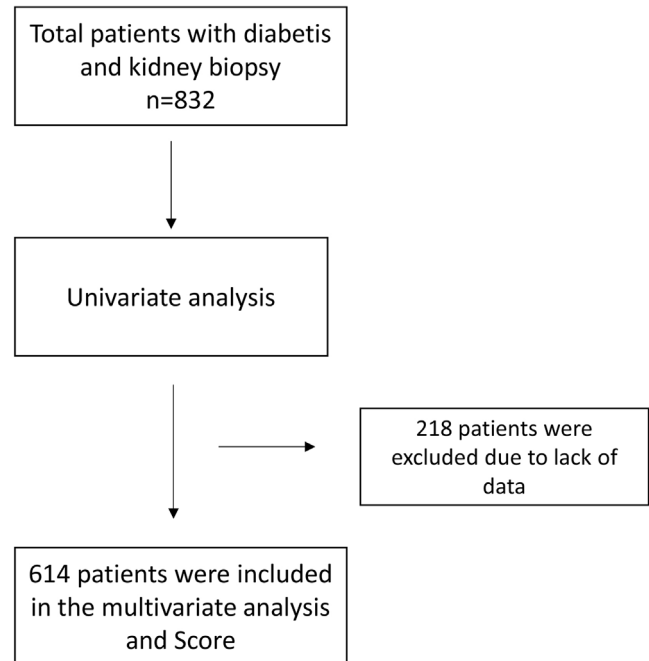 Total patients with diabetis
and kidney biopsy
n=832
Univariate analysis
218 patients were
excluded due to lack of
data
614 patients were included
in the multivariate analysis
and Score